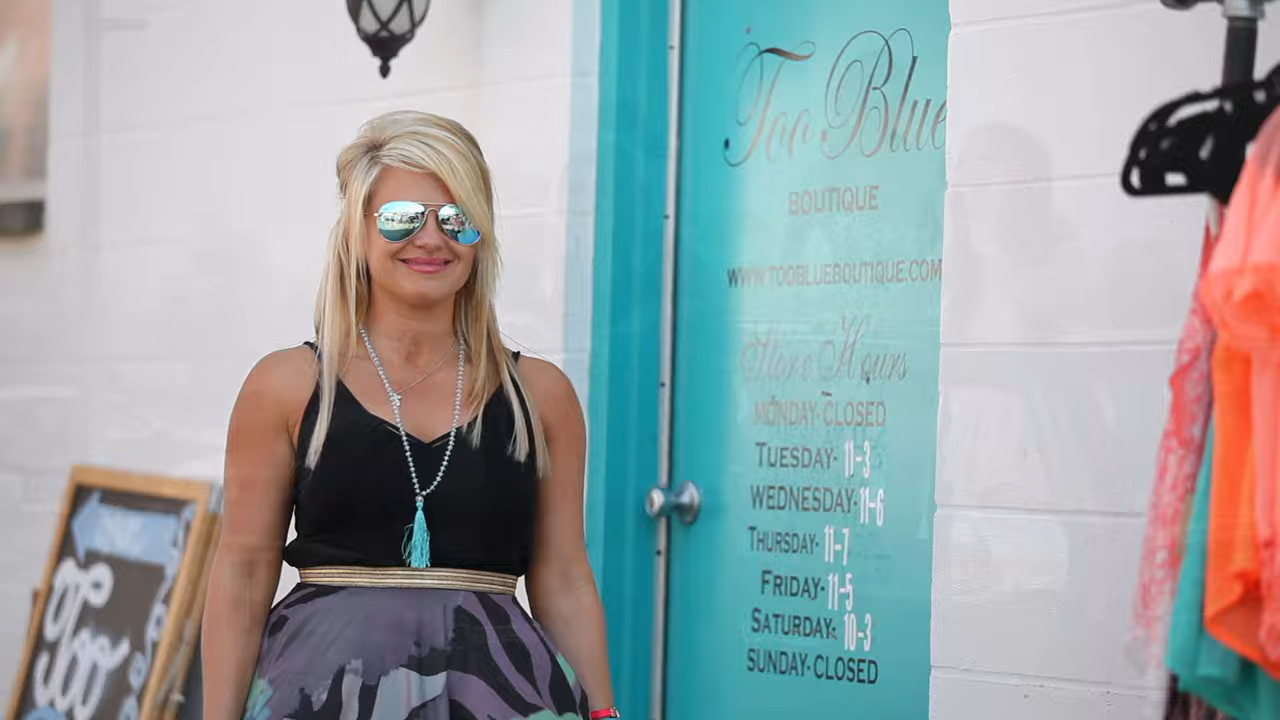 Too Blue
BOUTIQUE
WWW.TOOBLUEBOUTIQUE.COM
Store Hours
MONDAY-CLOSED
TUESDAY- 11-3
WEDNESDAY-11-6
THURSDAY- 11-7
FRIDAY- 11-5
SATURDAY- 10-3
SUNDAY-CLOSED
Too